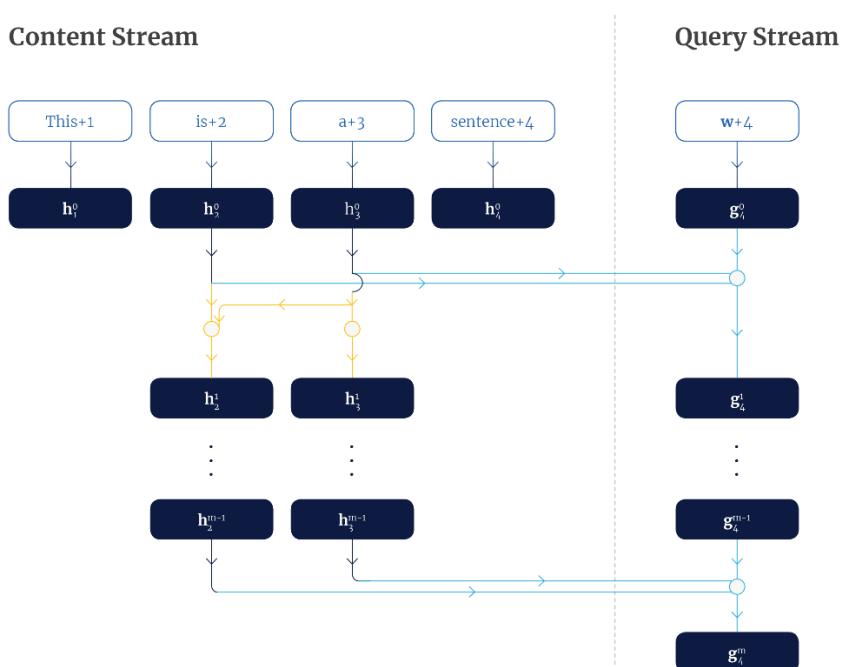 Content Stream Query Stream
This+1 is+2 a+3 sentence+4 w+4
h₁⁰ h₂⁰ h₃⁰ h₄⁰ g₄⁰
h₂¹ h₃¹ g₄¹
h₂ᵐ⁻¹ h₃ᵐ⁻¹ g₄ᵐ⁻¹
g₄ᵐ